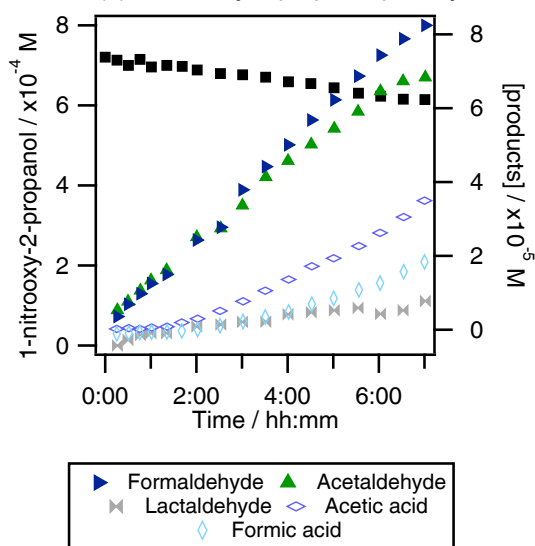 1-nitrooxy-2-propanol / x10⁻⁴ M
8
6
4
2
0
8
6
4
2
0
[products] / x10⁻⁵ M
0:00 2:00 4:00 6:00
Time / hh:mm
Formaldehyde Acetaldehyde
Lactaldehyde Acetic acid
Formic acid